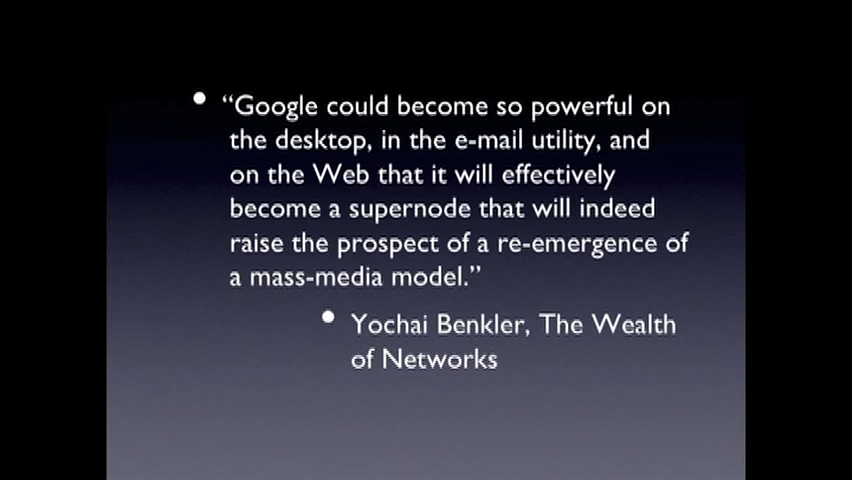 • “Google could become so powerful on
the desktop, in the e-mail utility, and
on the Web that it will effectively
become a supernode that will indeed
raise the prospect of a re-emergence of
a mass-media model.”
• Yochai Benkler, The Wealth
of Networks